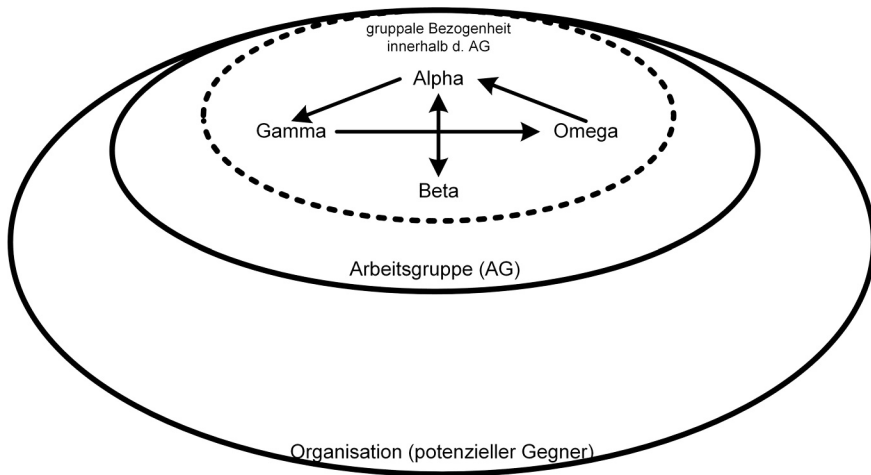 gruppale Bezogenheit
innerhalb d. AG
Alpha
Gamma
Omega
Beta
Arbeitsgruppe (AG)
Organisation (potenzieller Gegner)